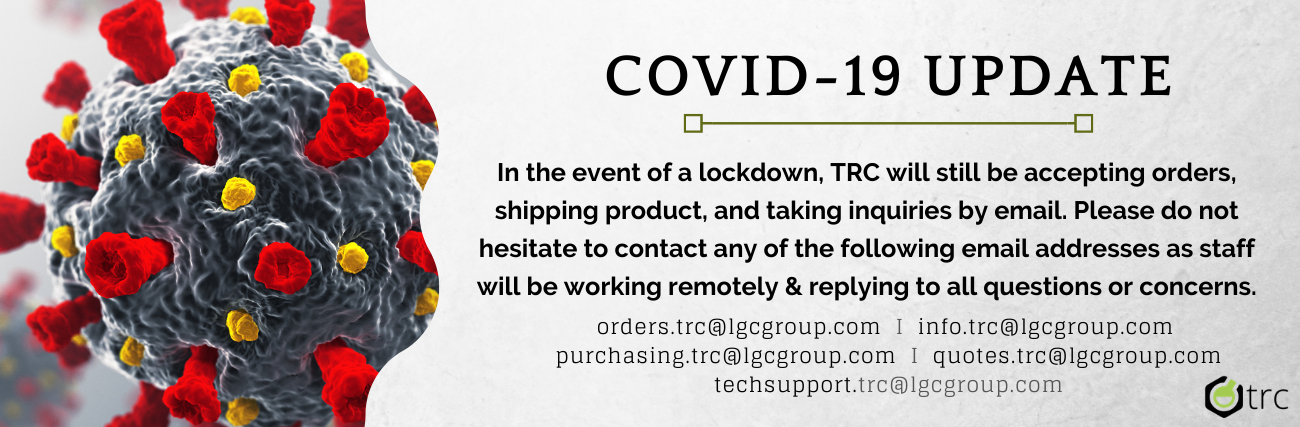 COVID-19 UPDATE
In the event of a lockdown, TRC will still be accepting orders,
shipping product, and taking inquiries by email. Please do not
hesitate to contact any of the following email addresses as staff
will be working remotely & replying to all questions or concerns.
orders.trc@lgcgroup.com I info.trc@lgcgroup.com
purchasing.trc@lgcgroup.com I quotes.trc@lgcgroup.com
techsupport.trc@lgcgroup.com
trc